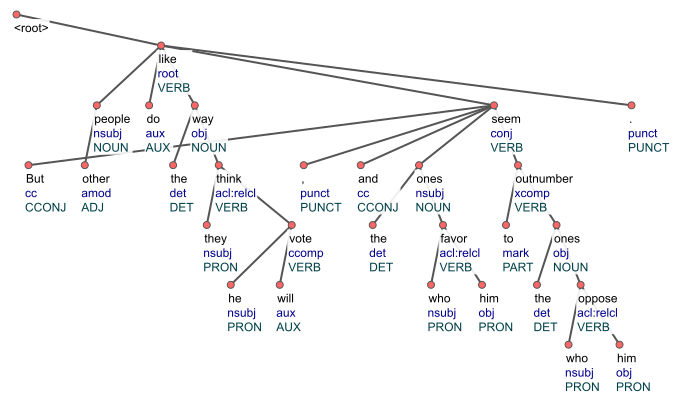 <root>
like
root
VERB
people do way seem .
nsubj aux obj conj punct
NOUN AUX NOUN VERB PUNCT
But other the think , and ones outnumber
cc amod det acl:relcl punct cc nsubj xcomp
CCONJ ADJ DET VERB PUNCT CCONJ NOUN VERB
they vote the favor to ones
nsubj ccomp det acl:relcl mark obj
PRON VERB DET VERB PART NOUN
he will who him the oppose
nsubj aux nsubj obj det acl:relcl
PRON AUX PRON PRON DET VERB
who him
nsubj obj
PRON PRON